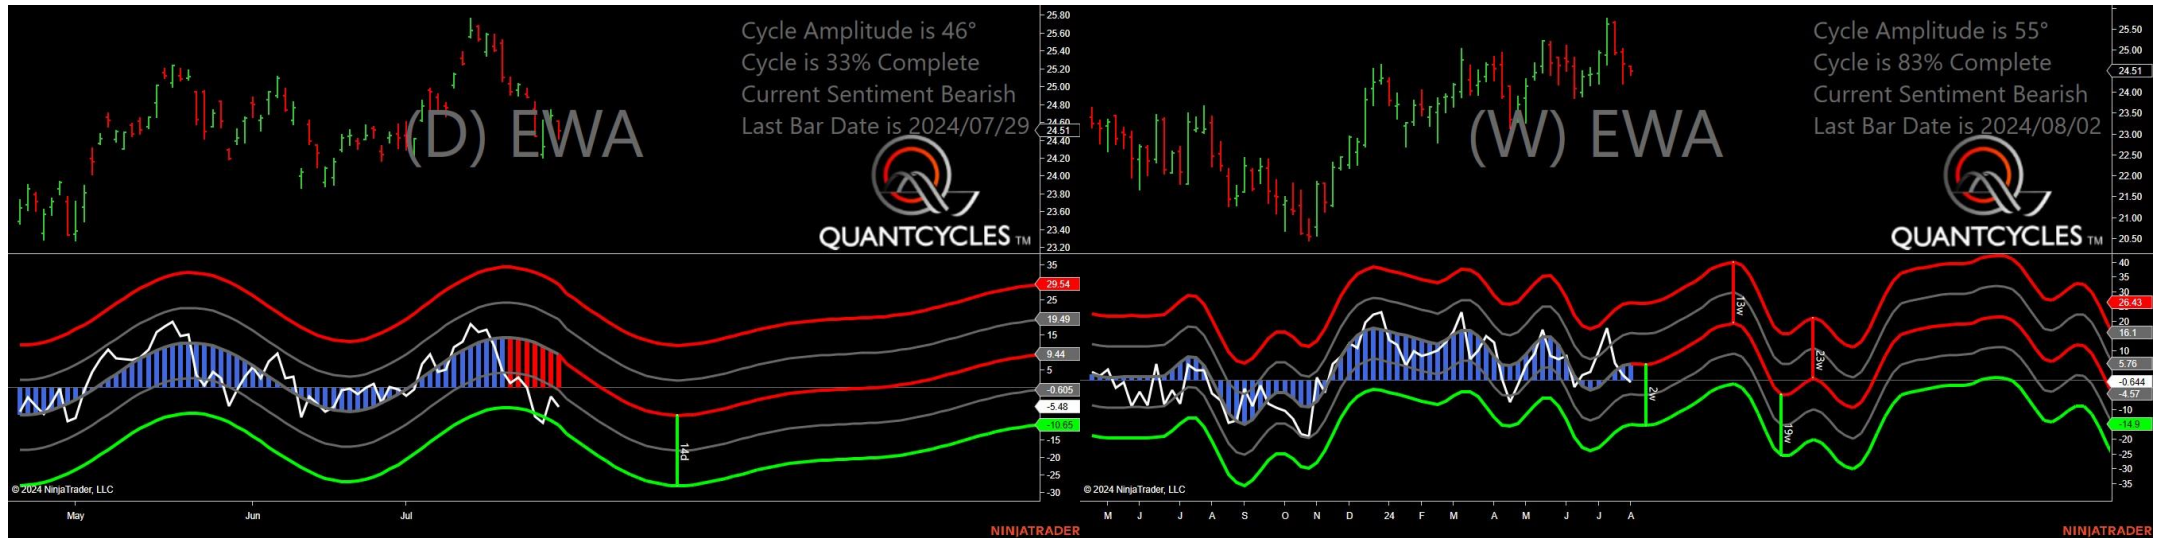 Cycle Amplitude is 46°
Cycle is 33% Complete
Current Sentiment Bearish
Last Bar Date is 2024/07/29
(D) EWA
QUANTCYCLES TM
25.80
25.60
25.40
25.20
25.00
24.80
24.60
24.51
24.40
24.20
24.00
23.80
23.60
23.40
23.20
35
29.54
25
19.49
15
9.44
5
-0.605
-5.48
-10.65
-15
-20
-25
-30
14d
© 2024 NinjaTrader, LLC
May Jun Jul
NINJATRADER
Cycle Amplitude is 55°
Cycle is 83% Complete
Current Sentiment Bearish
Last Bar Date is 2024/08/02
(W) EWA
QUANTCYCLES TM
25.50
25.00
24.51
24.00
23.50
23.00
22.50
22.00
21.50
21.00
20.50
40
35
30
26.43
20
16.1
10
5.76
-0.644
-4.57
-10
-14.9
-20
-25
-30
-35
13w
23w
2w
19w
© 2024 NinjaTrader, LLC
M J J A S O N D 24 F M A M J J A
NINJATRADER